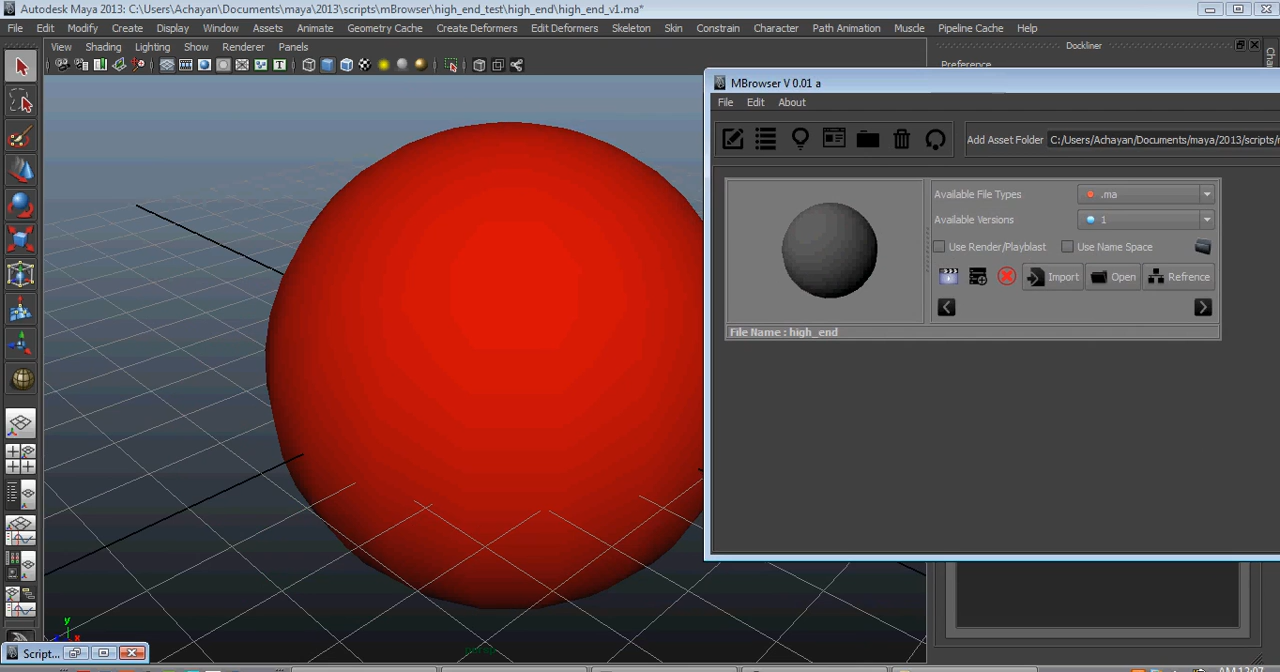 Autodesk Maya 2013: C:\Users\Achayan\Documents\maya\2013\scripts\mBrowser\high_end_test\high_end\high_end_v1.ma*
File Edit Modify Create Display Window Assets Animate Geometry Cache Create Deformers Edit Deformers Skeleton Skin Constrain Character Path Animation Muscle Pipeline Cache Help
View Shading Lighting Show Renderer Panels
Dockliner
Preference
MBrowser V 0.01 a
File Edit About
Add Asset Folder C:/Users/Achayan/Documents/maya/2013/scripts/
Available File Types .ma
Available Versions 1
Use Render/Playblast Use Name Space
Import Open Refrence
File Name : high_end
y
x
persp
Script...
AM 12:07